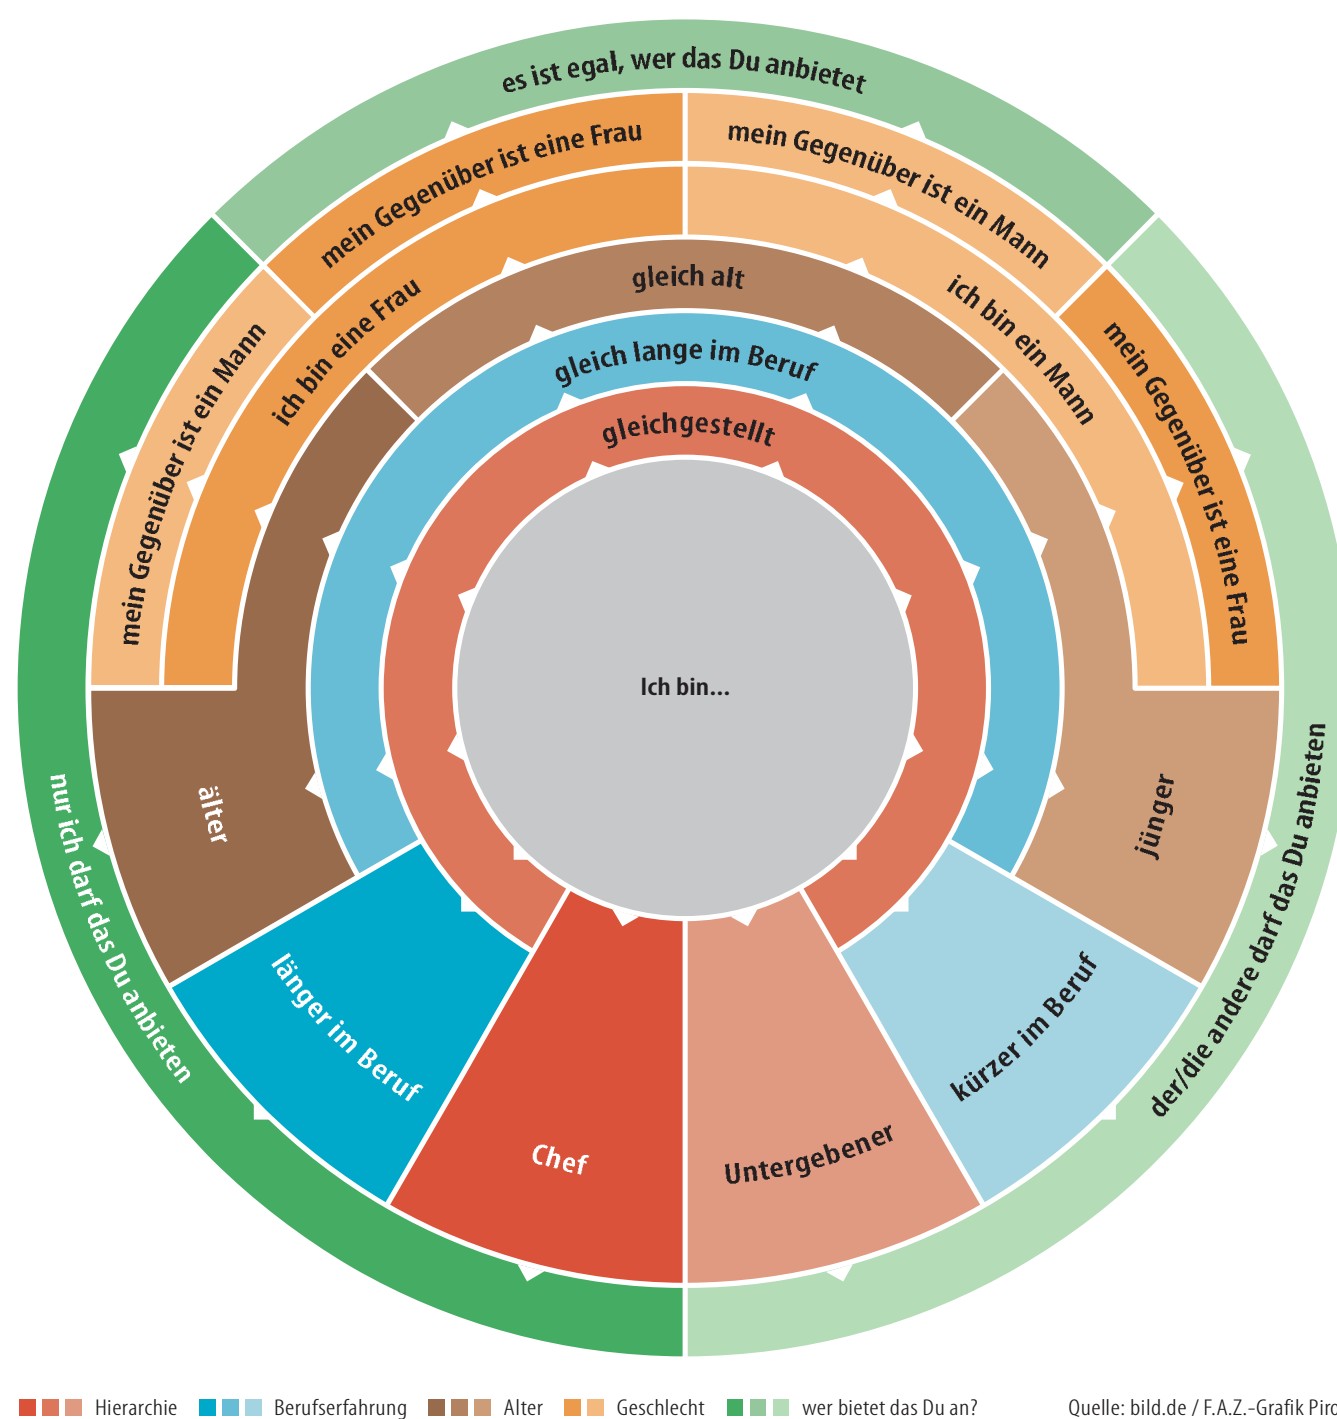 es ist egal, wer das Du anbietet
mein Gegenüber ist eine Frau
mein Gegenüber ist ein Mann
ich bin eine Frau
gleich alt
ich bin ein Mann
mein Gegenüber ist ein Mann
mein Gegenüber ist eine Frau
gleich lange im Beruf
gleichgestellt
Ich bin...
älter
jünger
nur ich darf das Du anbieten
der/die andere darf das Du anbieten
länger im Beruf
kürzer im Beruf
Chef
Untergebener
Hierarchie
Berufserfahrung
Alter
Geschlecht
wer bietet das Du an?
Quelle: bild.de / F.A.Z.-Grafik